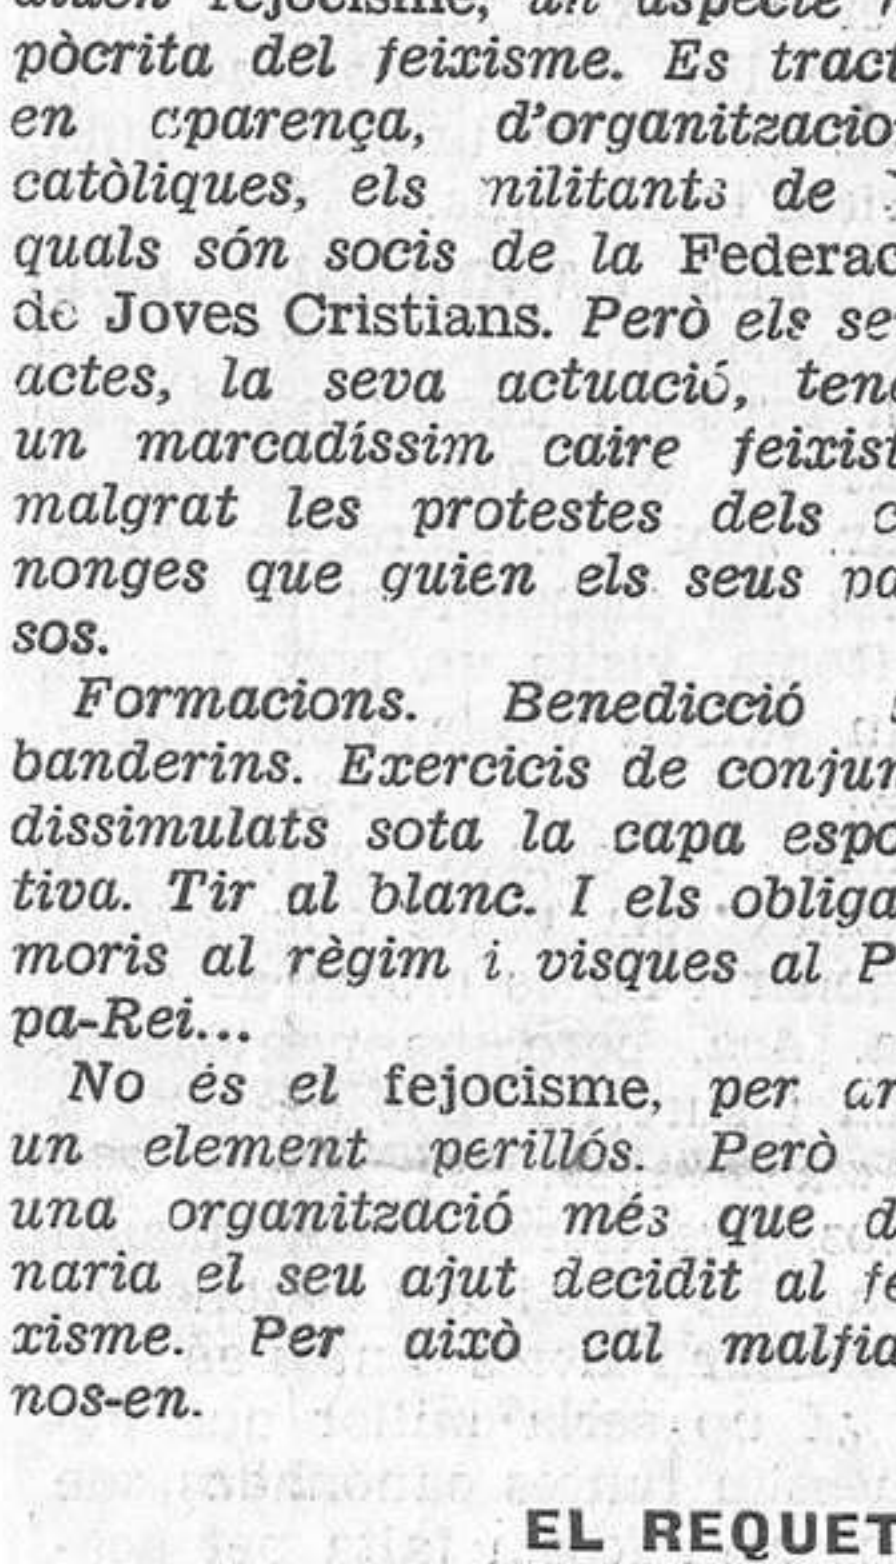 fejocisme, un aspecte
pòcrita del feixisme. Es tract
en aparença, d'organitzacio
catòliques, els militants de
quals són socis de la Federac
de Joves Cristians. Però els se
actes, la seva actuació, ten
un marcadíssim caire feixist
malgrat les protestes dels c
nonges que guien els seus pa
sos.
Formacions. Benedicció
banderins. Exercicis de conjun
dissimulats sota la capa espo
tiva. Tir al blanc. I els obliga
moris al règim i visques al P
pa-Rei...
No és el fejocisme, per ar
un element perillós. Però
una organització més que d
naria el seu ajut decidit al fe
xisme. Per això cal malfia
nos-en.
EL REQUET